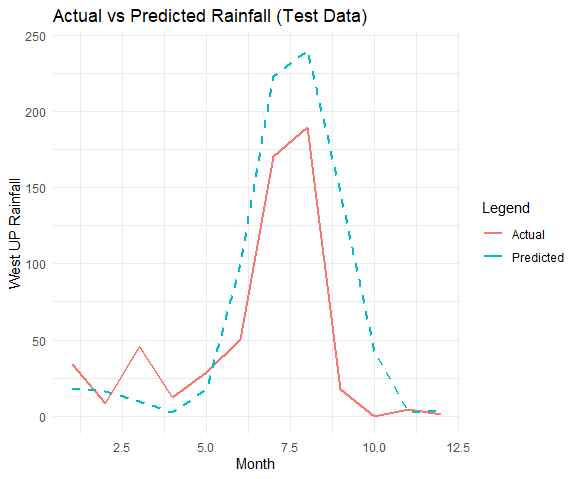 Actual vs Predicted Rainfall (Test Data)
West UP Rainfall
250
200
150
100
50
0
2.5
5.0
7.5
10.0
12.5
Month
Legend
Actual
Predicted